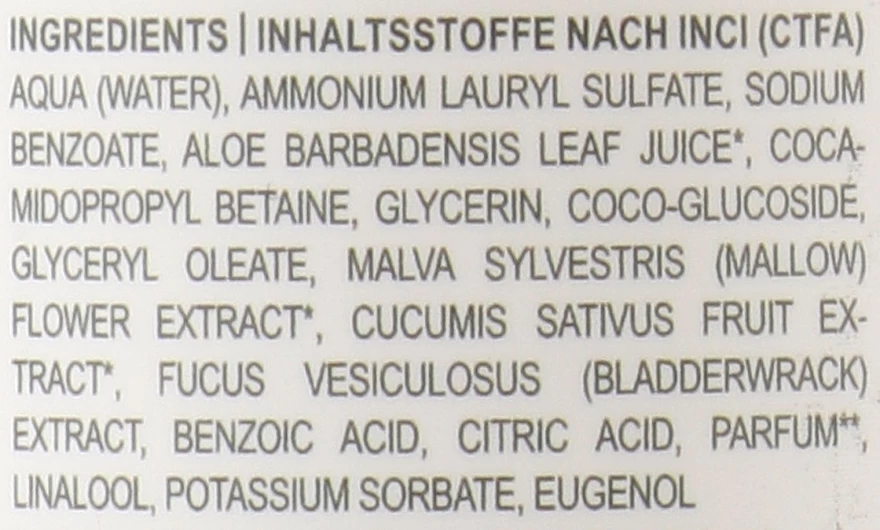 INGREDIENTS | INHALTSSTOFFE NACH INCI (CTFA)
AQUA (WATER), AMMONIUM LAURYL SULFATE, SODIUM
BENZOATE, ALOE BARBADENSIS LEAF JUICE*, COCA-
MIDOPROPYL BETAINE, GLYCERIN, COCO-GLUCOSIDE,
GLYCERYL OLEATE, MALVA SYLVESTRIS (MALLOW)
FLOWER EXTRACT*, CUCUMIS SATIVUS FRUIT EX-
TRACT*, FUCUS VESICULOSUS (BLADDERWRACK)
EXTRACT, BENZOIC ACID, CITRIC ACID, PARFUM**,
LINALOOL, POTASSIUM SORBATE, EUGENOL